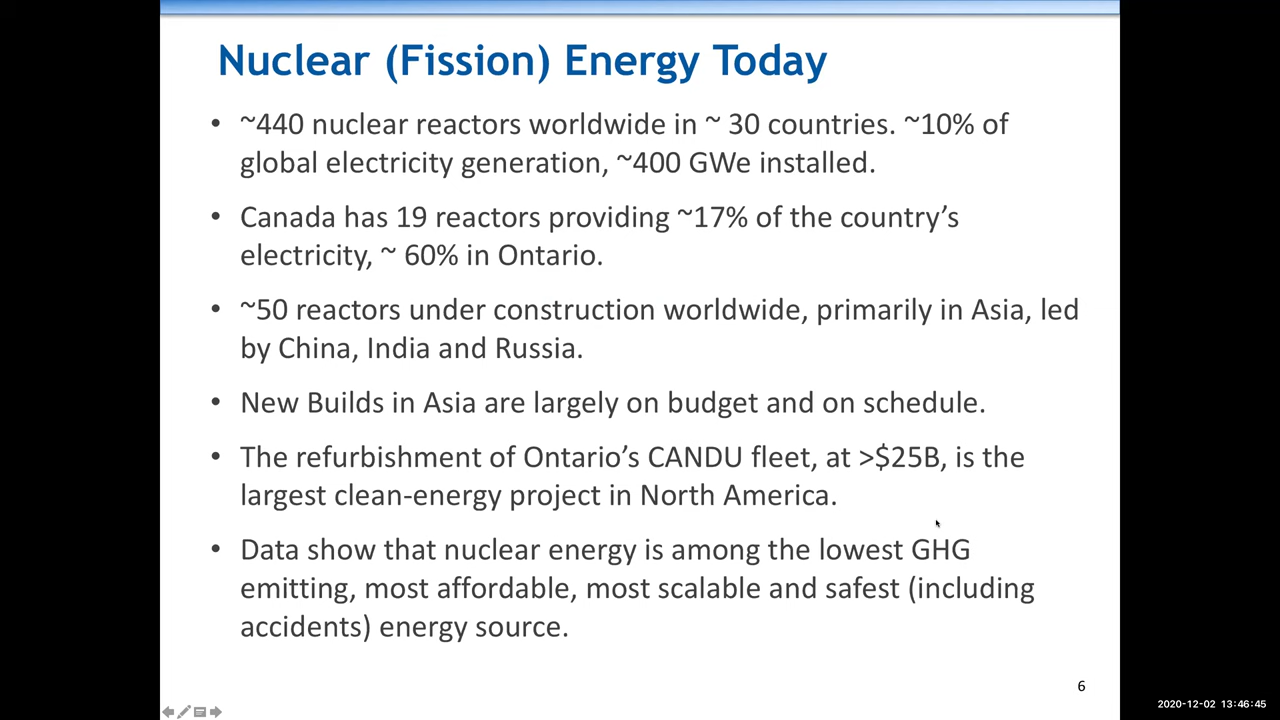 Nuclear (Fission) Energy Today
• ~440 nuclear reactors worldwide in ~ 30 countries. ~10% of
global electricity generation, ~400 GWe installed.
• Canada has 19 reactors providing ~17% of the country’s
electricity, ~ 60% in Ontario.
• ~50 reactors under construction worldwide, primarily in Asia, led
by China, India and Russia.
• New Builds in Asia are largely on budget and on schedule.
• The refurbishment of Ontario’s CANDU fleet, at >$25B, is the
largest clean-energy project in North America.
• Data show that nuclear energy is among the lowest GHG
emitting, most affordable, most scalable and safest (including
accidents) energy source.
6
2020-12-02 13:46:45